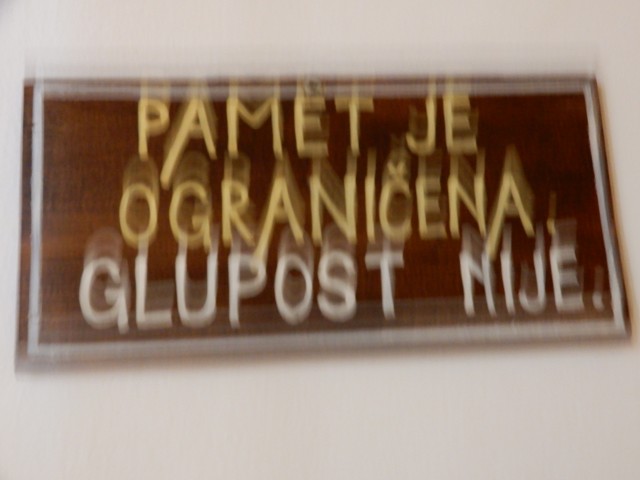 PAMET JE
OGRANIČENA.
GLUPOST NIJE.